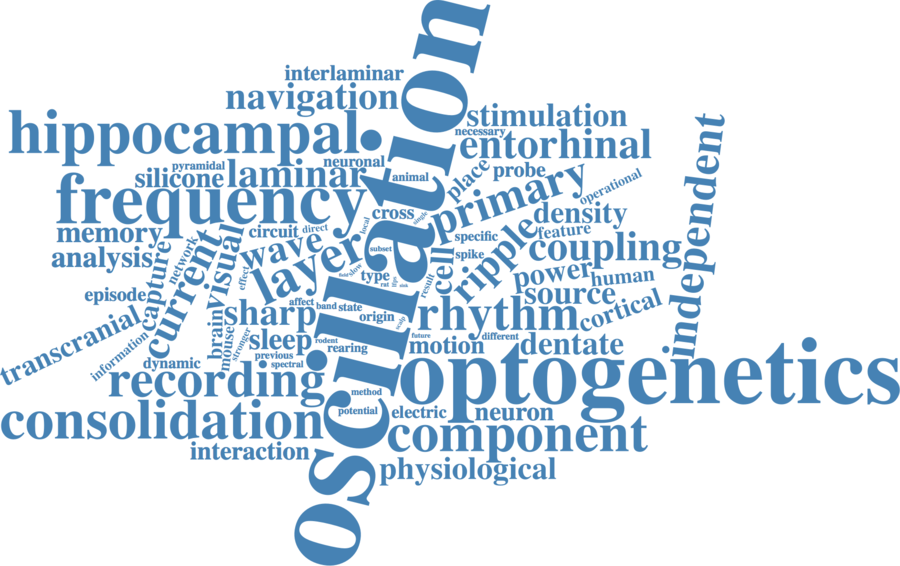 oscillation
interlaminar
navigation
stimulation
hippocampal
necessary
entorhinal
independent
pyramidal
neuronal
silicone
laminar
animal
place
probe
operational
frequency
cross
single
local
primary
density
memory
circuit
direct
feature
analysis
network
visual
wave
layer
subset
specific
spike
ripple
coupling
capture
current
effect
type
rat
slow
cell
result
power
human
episode
source
affect
band
state
origin
scalp
sharp
rhythm
cortical
transcranial
information
brain
mouse
stronger
sleep
rodent
rearing
future
different
motion
dentate
dynamic
previous
spectral
recording
method
optogenetics
consolidation
potential
electric
neuron
component
interaction
physiological